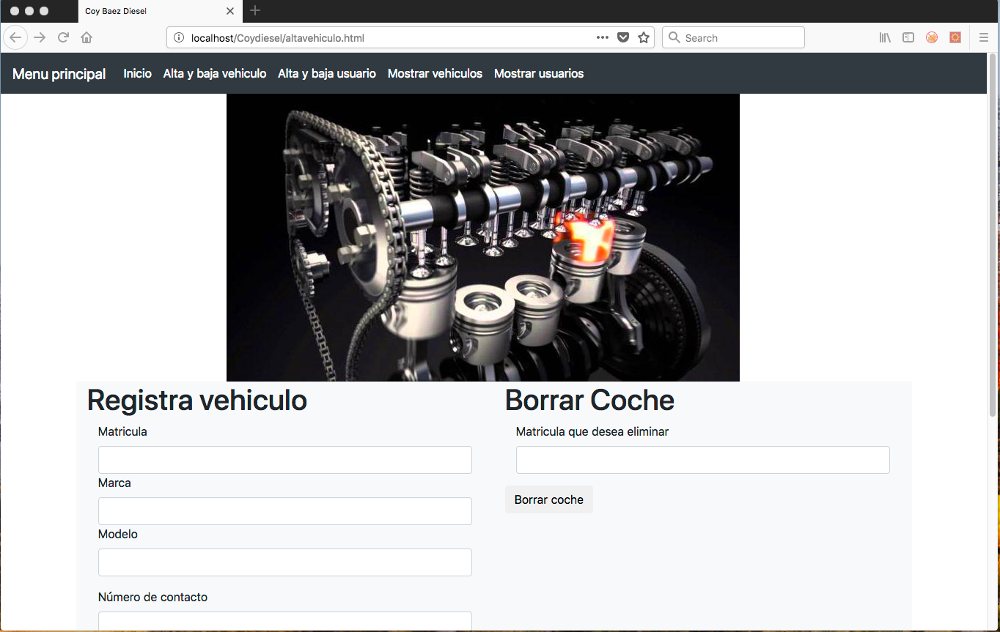 Coy Baez Diesel
localhost/Coydiesel/altavehiculo.html
Search
Menu principal Inicio Alta y baja vehiculo Alta y baja usuario Mostrar vehiculos Mostrar usuarios
Registra vehiculo
Matricula
Marca
Modelo
Número de contacto
Borrar Coche
Matricula que desea eliminar
Borrar coche